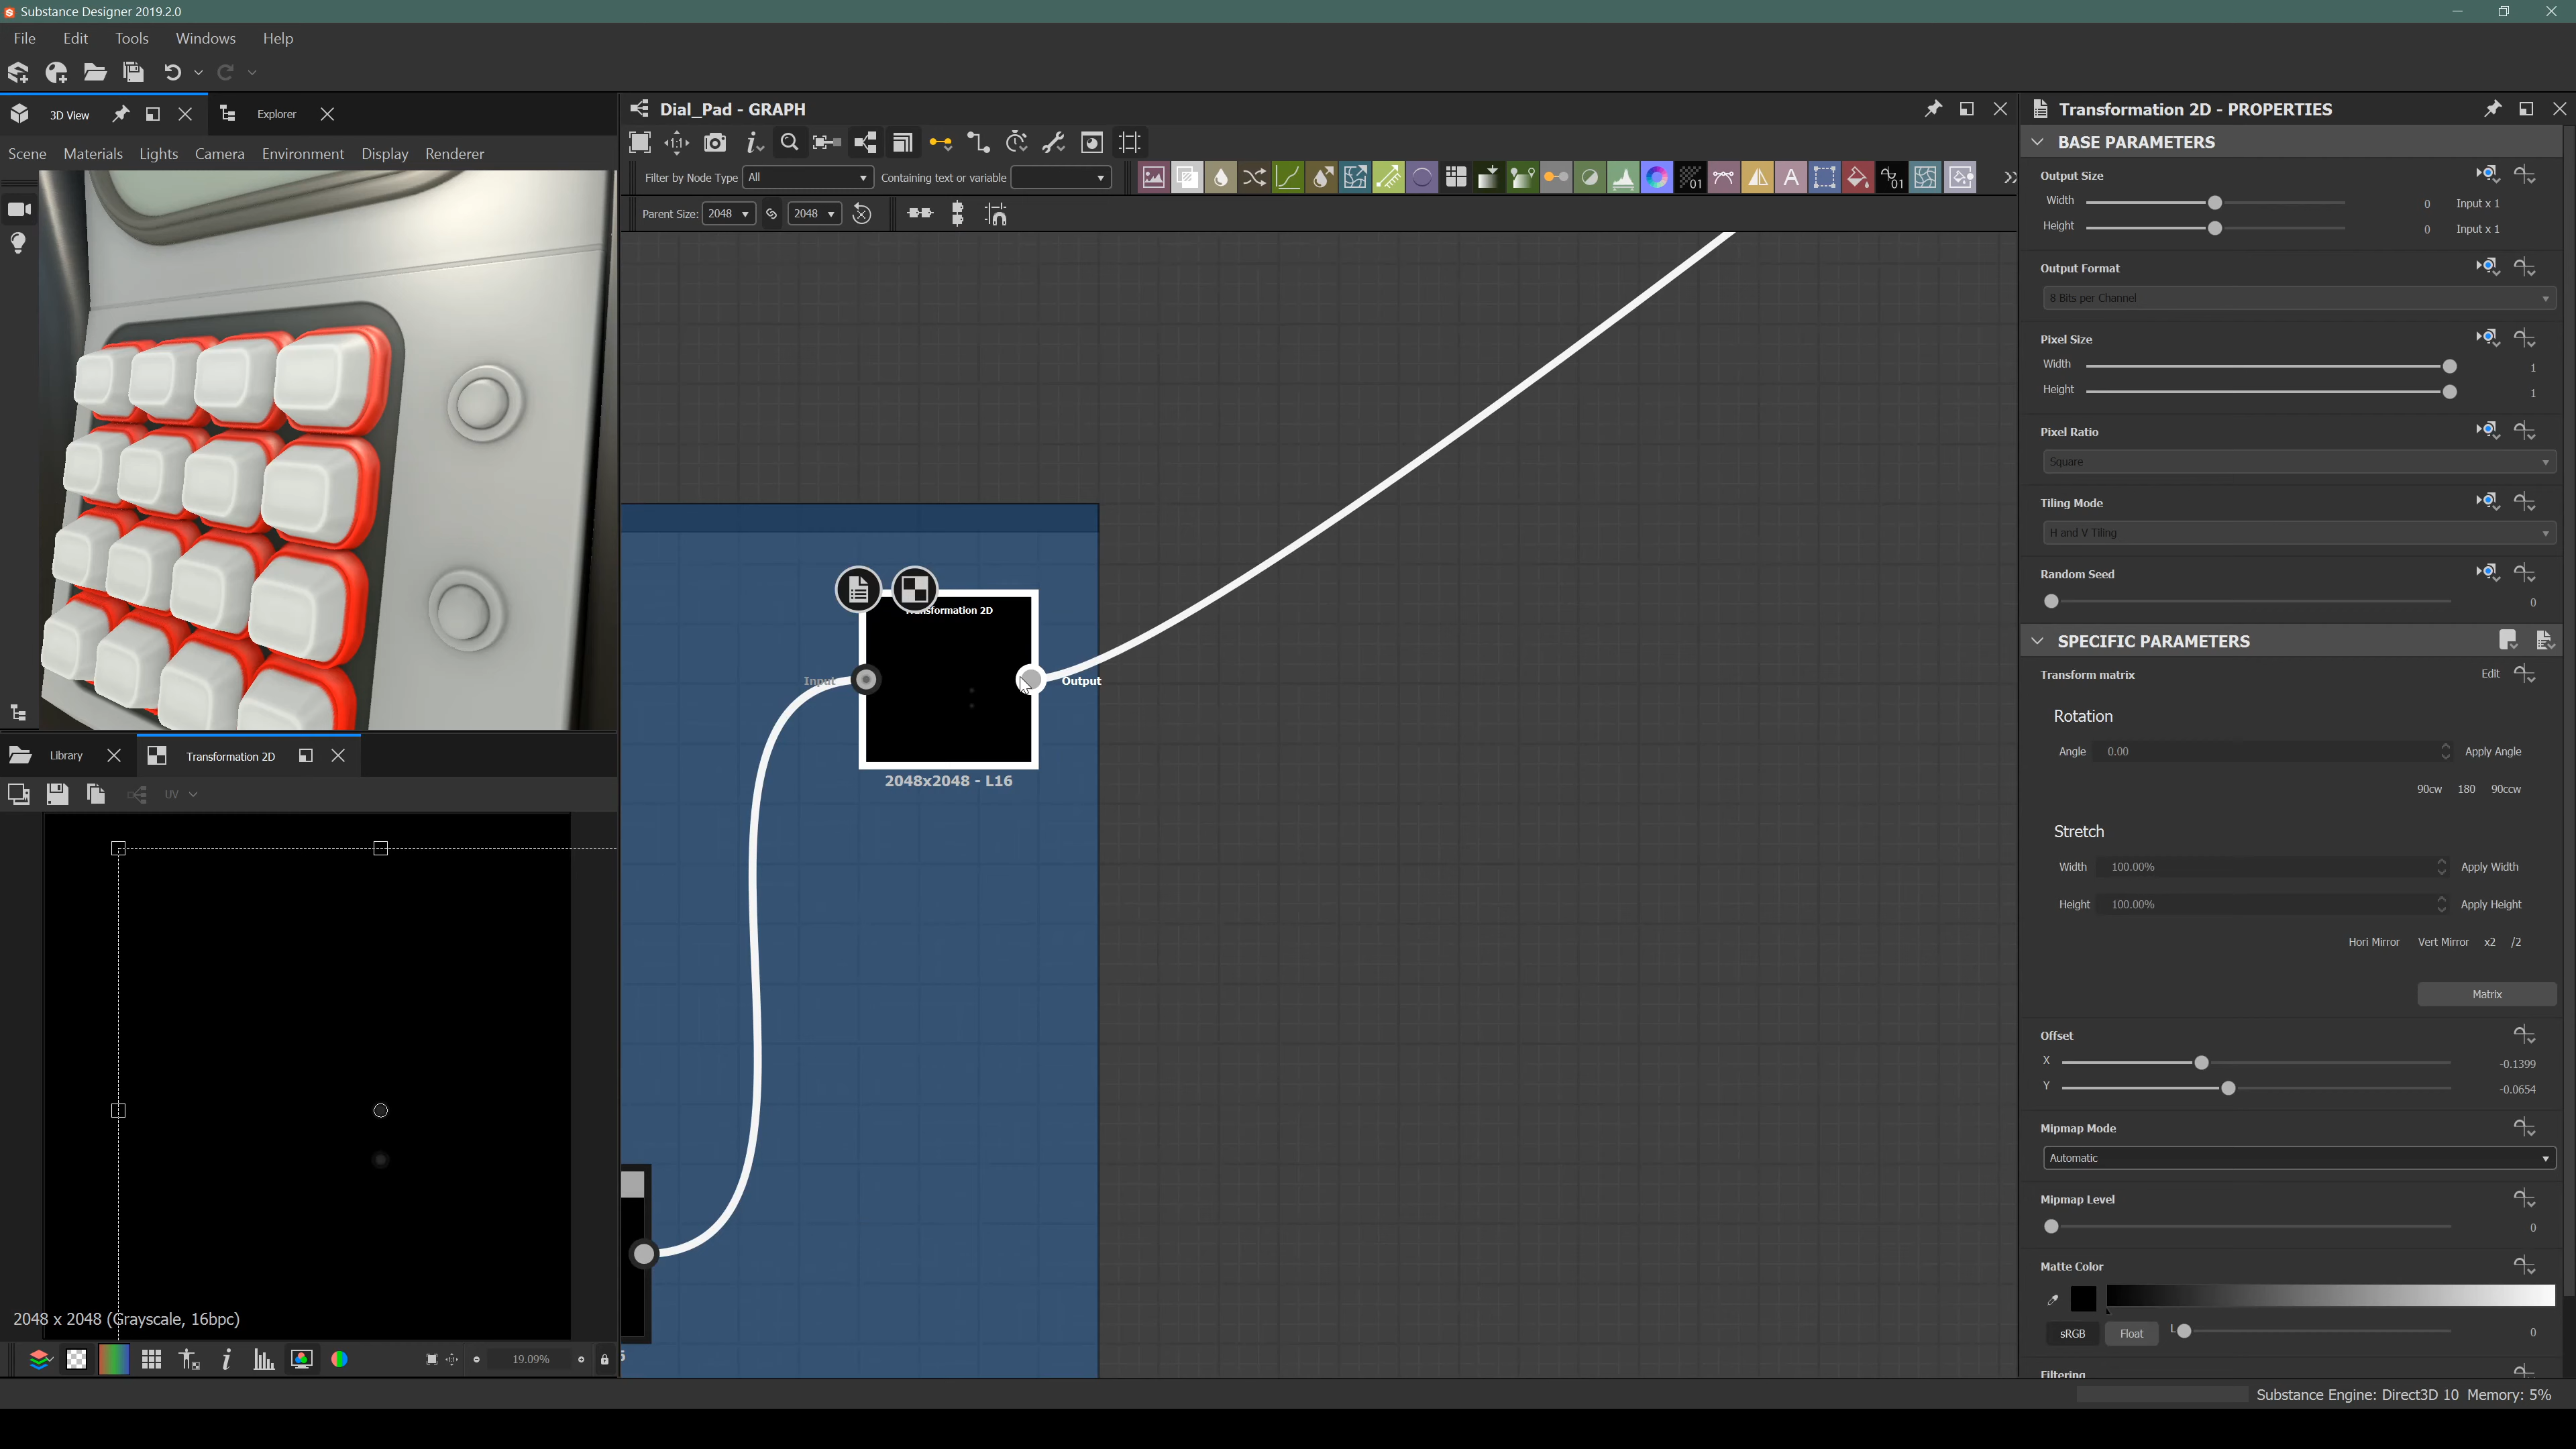 Substance Designer 2019.2.0
File Edit Tools Windows Help
3D View
Explorer
Scene Materials Lights Camera Environment Display Renderer
Library
Transformation 2D
UV
2048 x 2048 (Grayscale, 16bpc)
19.09%
Dial_Pad - GRAPH
Filter by Node Type All Containing text or variable
Parent Size: 2048 2048
Transformation 2D
Input
Output
2048x2048 - L16
Transformation 2D - PROPERTIES
BASE PARAMETERS
Output Size
Width 0 Input x 1
Height 0 Input x 1
Output Format
8 Bits per Channel
Pixel Size
Width 1
Height 1
Pixel Ratio
Square
Tiling Mode
H and V Tiling
Random Seed
0
SPECIFIC PARAMETERS
Transform matrix Edit
Rotation
Angle 0.00 Apply Angle
90cw 180 90ccw
Stretch
Width 100.00% Apply Width
Height 100.00% Apply Height
Hori Mirror Vert Mirror x2 /2
Matrix
Offset
X -0.1399
Y -0.0654
Mipmap Mode
Automatic
Mipmap Level
0
Matte Color
sRGB Float L 0
Filtering
Substance Engine: Direct3D 10 Memory: 5%